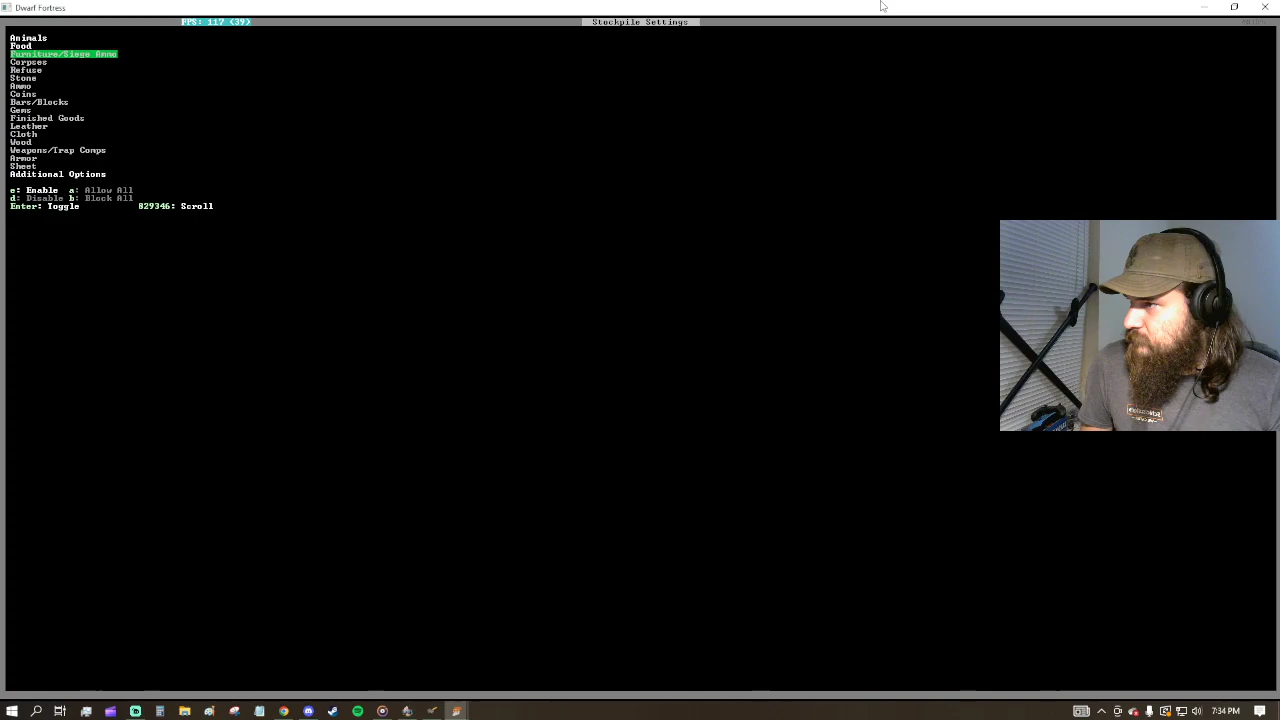 Dwarf Fortress
FPS: 117 (39)
Stockpile Settings
Animals
Food
Furniture/Siege Ammo
Corpses
Refuse
Stone
Ammo
Coins
Bars/Blocks
Gems
Finished Goods
Leather
Cloth
Wood
Weapons/Trap Comps
Armor
Sheet
Additional Options
e: Enable a: Allow All
d: Disable b: Block All
Enter: Toggle 829346: Scroll
7:34 PM